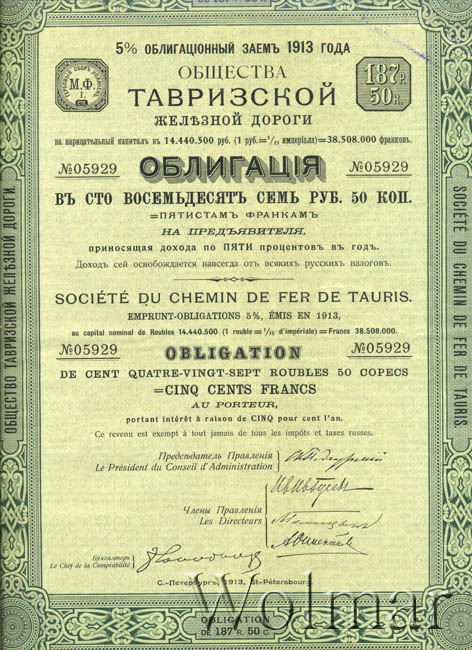 5% ОБЛИГАЦІОННЫЙ ЗАЕМЪ 1913 ГОДА
ОБЩЕСТВА
ТАВРИЗСКОЙ
ЖЕЛѢЗНОЙ ДОРОГИ
М.Ф.
I.
187 Р.
50 К.
на нарицательный капиталъ въ 14.440.500 руб. (1 руб. = 1/15 имперіала) = 38.508.000 франковъ.
№05929
ОБЛИГАЦІЯ
№05929
ВЪ СТО ВОСЕМЬДЕСЯТЪ СЕМЬ РУБ. 50 КОП.
=ПЯТИСТАМЪ ФРАНКАМЪ
НА ПРЕДЪЯВИТЕЛЯ,
приносящая дохода по ПЯТИ процентовъ въ годъ.
Доходъ сей освобождается навсегда отъ всякихъ русскихъ налоговъ.
SOCIÉTÉ DU CHEMIN DE FER DE TAURIS.
EMPRUNT-OBLIGATIONS 5%, ÉMIS EN 1913,
au capital nominal de Roubles 14.440.500 (1 rouble = 1/15 d'impériale) = Francs 38.508.000.
№05929
OBLIGATION
№05929
DE CENT QUATRE-VINGT-SEPT ROUBLES 50 COPECS
=CINQ CENTS FRANCS
AU PORTEUR,
portant intérêt à raison de CINQ pour cent l'an.
Ce revenu est exempt à tout jamais de tous les impôts et taxes russes.
Предсѣдатель Правленія
Le Président du Conseil d'Administration
Члены Правленія
Les Directeurs
Бухгалтеръ
Le Chef de la Comptabilité
С.-Петербургъ, 1913, St-Pétersbourg
OBLIGATION
DE 187 R. 50 C.
ОБЩЕСТВО ТАВРИЗСКОЙ ЖЕЛѢЗНОЙ ДОРОГИ.
SOCIÉTÉ DU CHEMIN DE FER DE TAURIS.
Wolmar